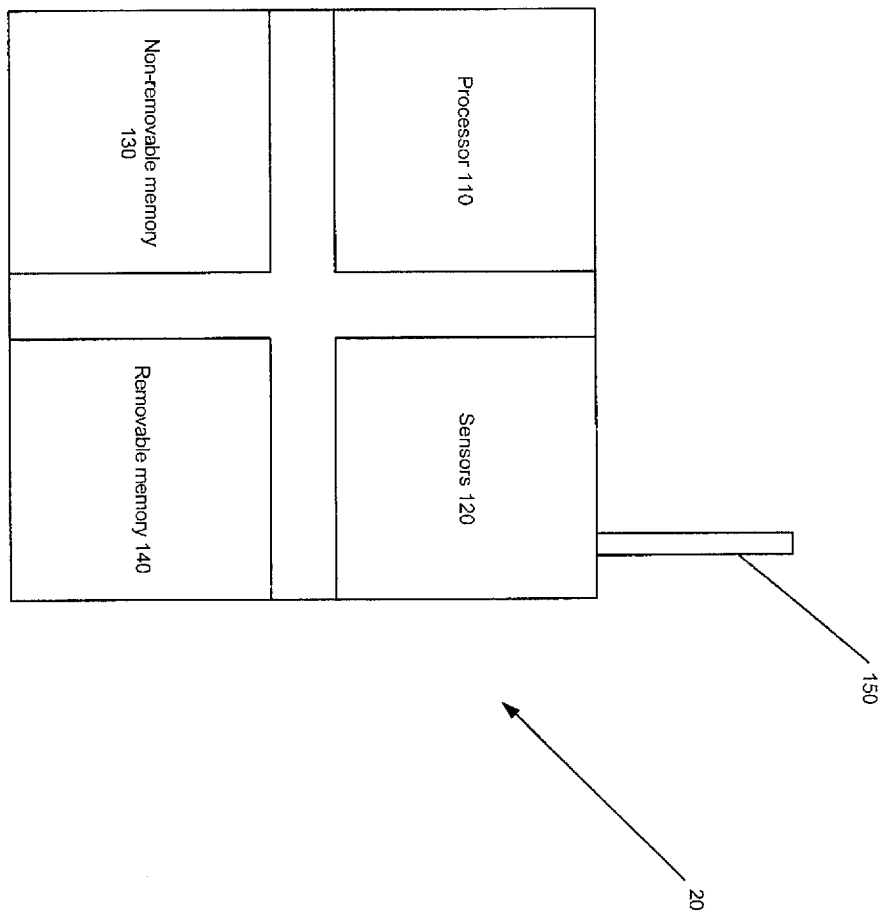 150
20
Processor 110
Sensors 120
Non-removable memory
130
Removable memory 140